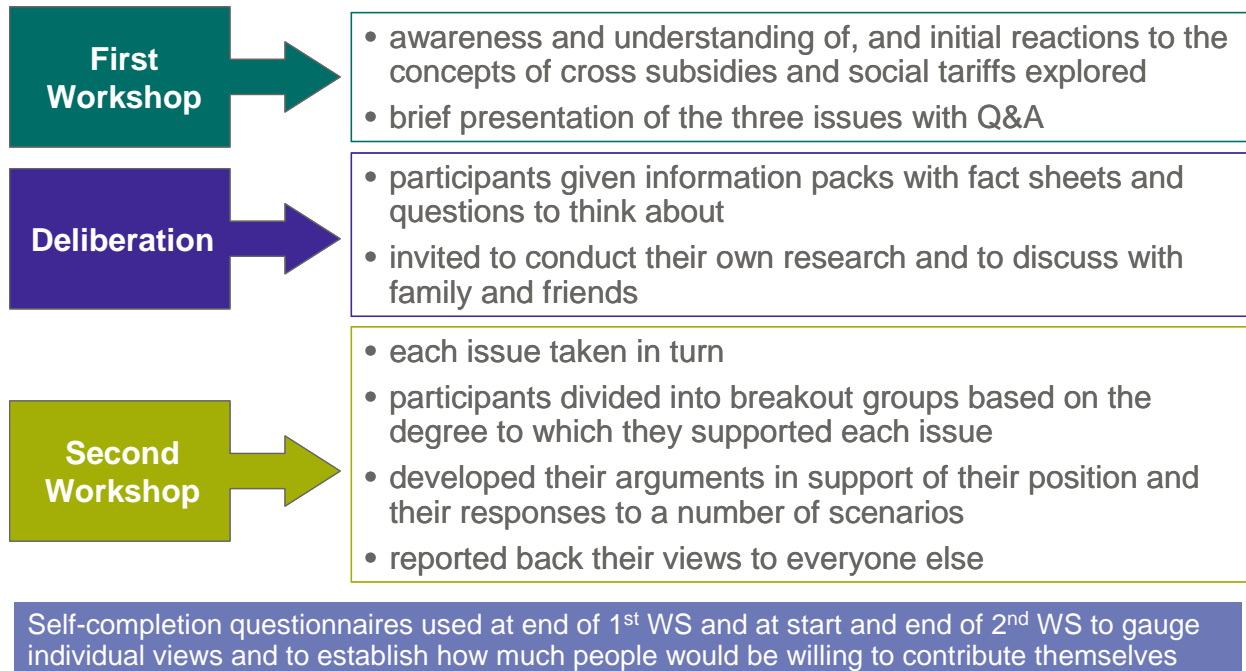 First
Workshop
• awareness and understanding of, and initial reactions to the
concepts of cross subsidies and social tariffs explored
• brief presentation of the three issues with Q&A
Deliberation
• participants given information packs with fact sheets and
questions to think about
• invited to conduct their own research and to discuss with
family and friends
Second
Workshop
• each issue taken in turn
• participants divided into breakout groups based on the
degree to which they supported each issue
• developed their arguments in support of their position and
their responses to a number of scenarios
• reported back their views to everyone else
Self-completion questionnaires used at end of 1st WS and at start and end of 2nd WS to gauge
individual views and to establish how much people would be willing to contribute themselves